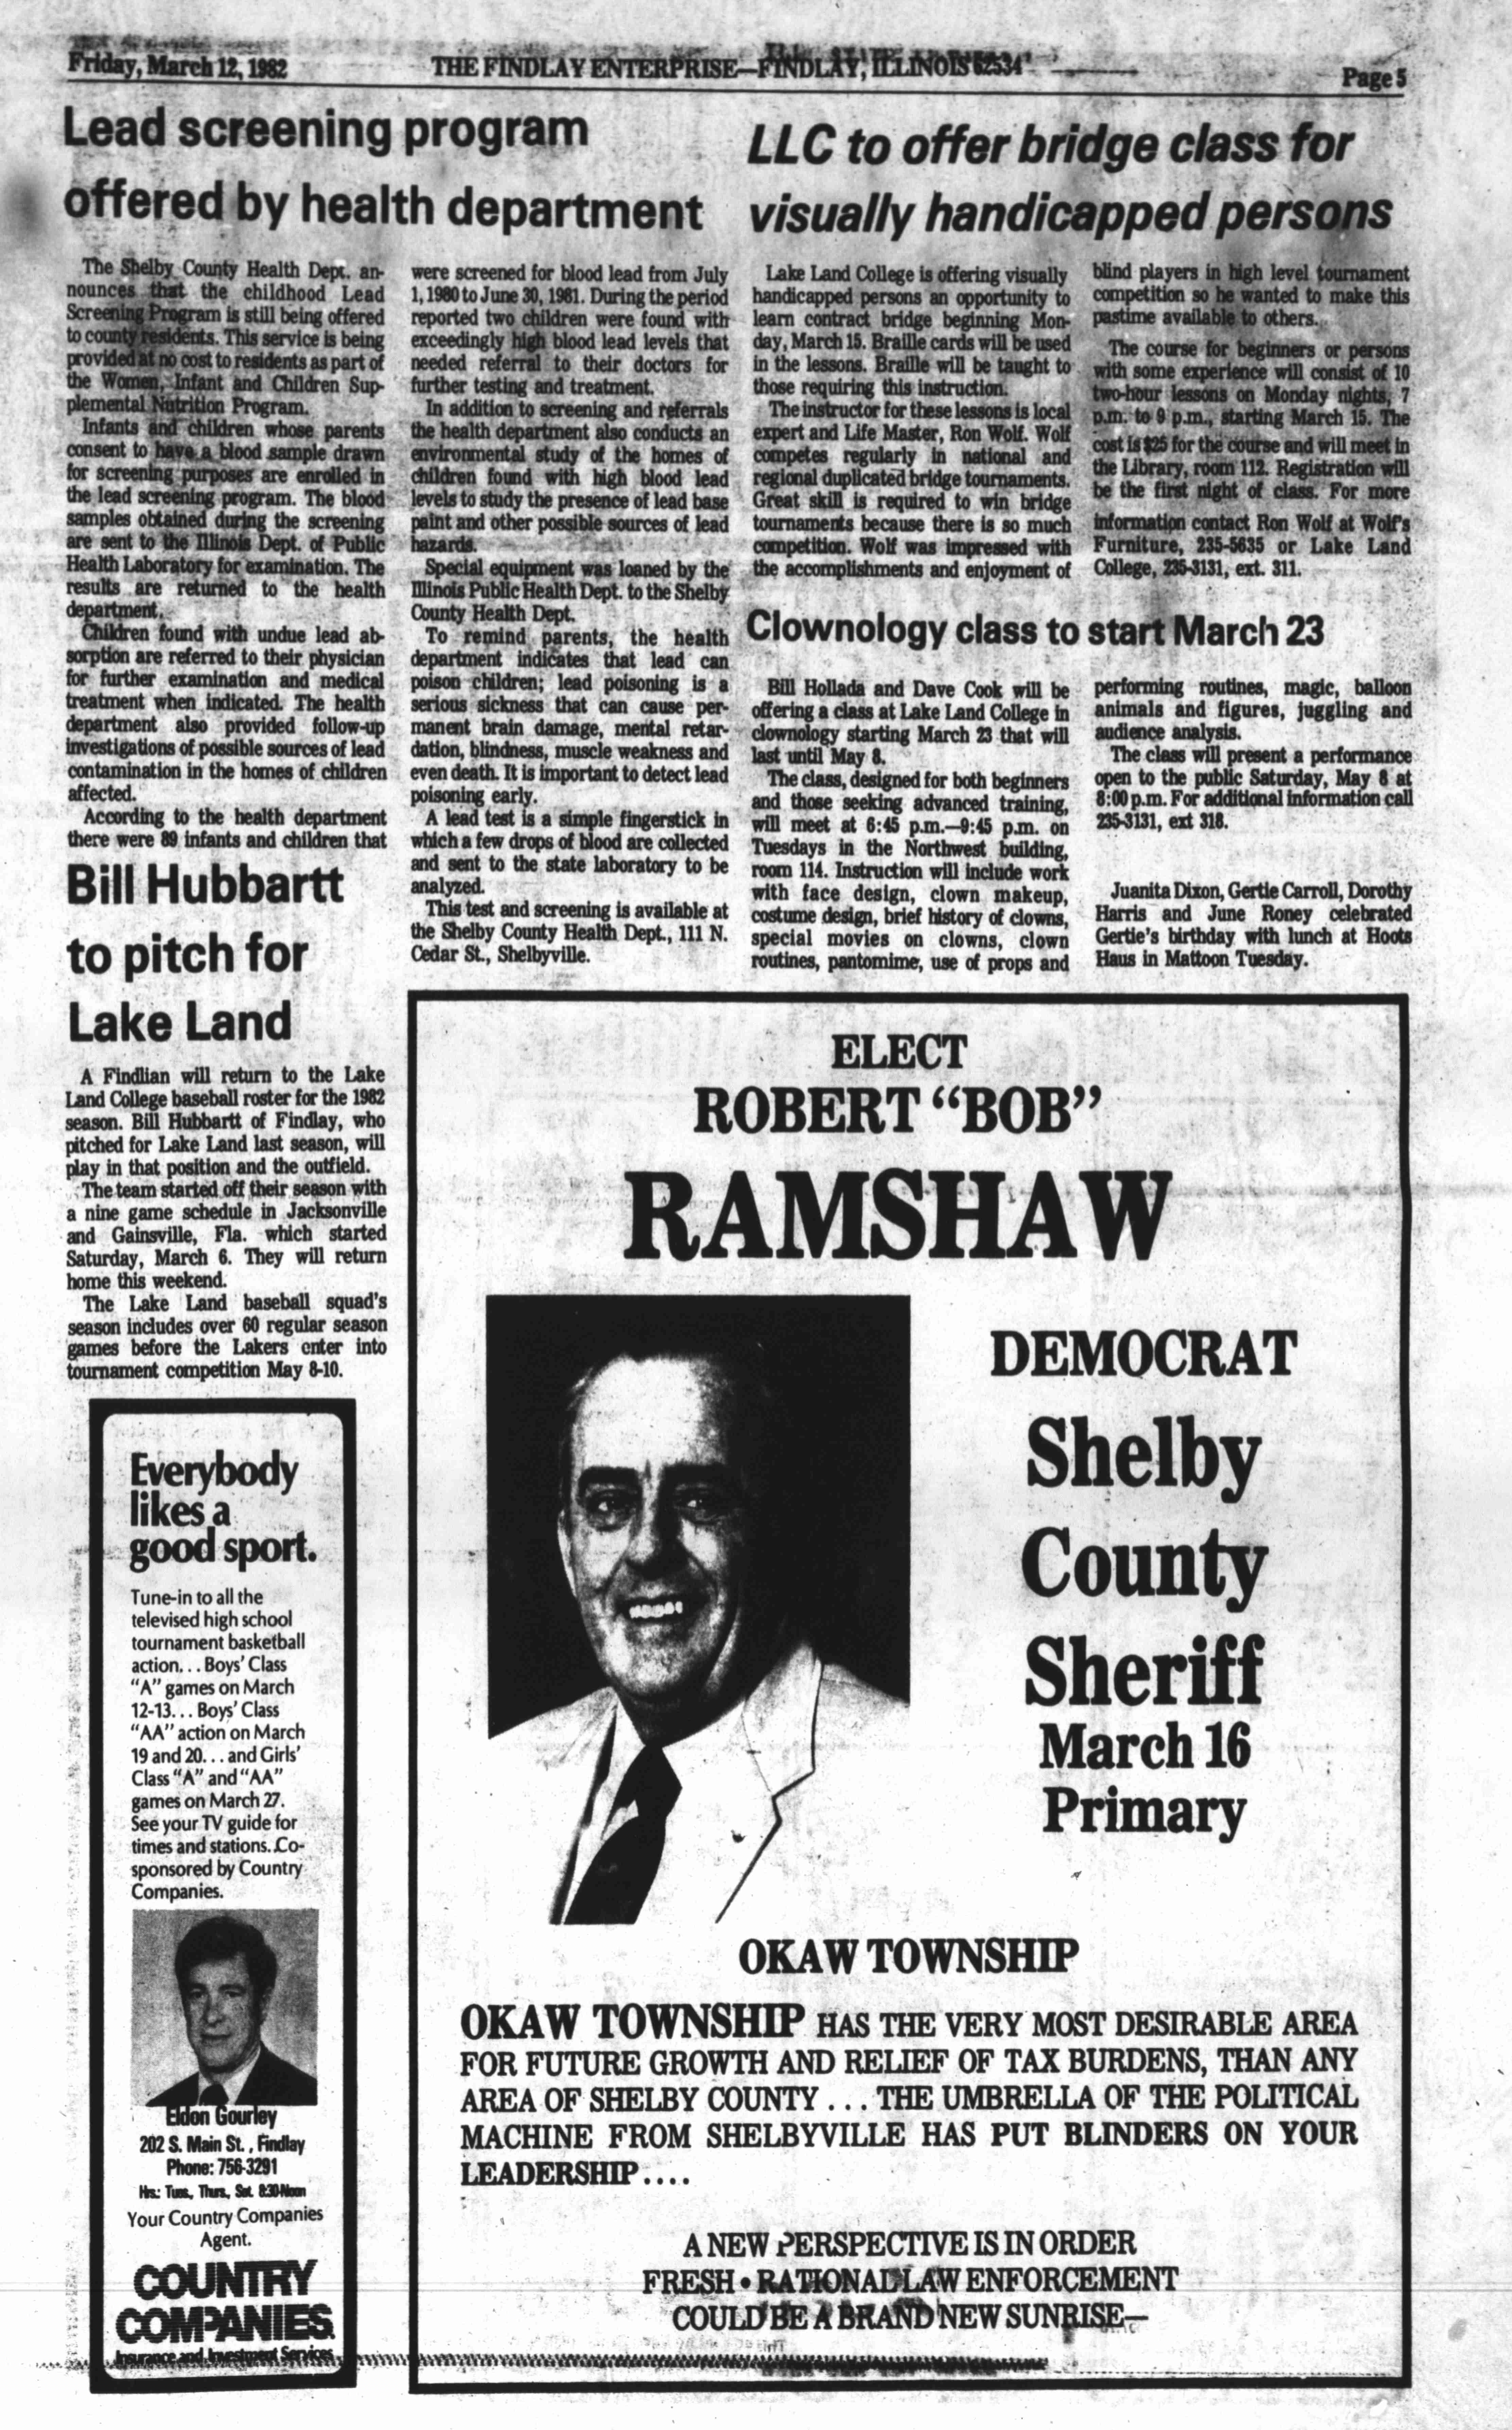 Friday, March 12, 1982
THE FINDLAY ENTERPRISE—FINDLAY, ILLINOIS 62534
Page 5
Lead screening program
offered by health department
The Shelby County Health Dept. an-
nounces that the childhood Lead
Screening Program is still being offered
to county residents. This service is being
provided at no cost to residents as part of
the Women, Infant and Children Sup-
plemental Nutrition Program.
Infants and children whose parents
consent to have a blood sample drawn
for screening purposes are enrolled in
the lead screening program. The blood
samples obtained during the screening
are sent to the Illinois Dept. of Public
Health Laboratory for examination. The
results are returned to the health
department.
Children found with undue lead ab-
sorption are referred to their physician
for further examination and medical
treatment when indicated. The health
department also provided follow-up
investigations of possible sources of lead
contamination in the homes of children
affected.
According to the health department
there were 89 infants and children that
were screened for blood lead from July
1, 1980 to June 30, 1981. During the period
reported two children were found with
exceedingly high blood lead levels that
needed referral to their doctors for
further testing and treatment.
In addition to screening and referrals
the health department also conducts an
environmental study of the homes of
children found with high blood lead
levels to study the presence of lead base
paint and other possible sources of lead
hazards.
Special equipment was loaned by the
Illinois Public Health Dept. to the Shelby
County Health Dept.
To remind parents, the health
department indicates that lead can
poison children; lead poisoning is a
serious sickness that can cause per-
manent brain damage, mental retar-
dation, blindness, muscle weakness and
even death. It is important to detect lead
poisoning early.
A lead test is a simple fingerstick in
which a few drops of blood are collected
and sent to the state laboratory to be
analyzed.
This test and screening is available at
the Shelby County Health Dept., 111 N.
Cedar St., Shelbyville.
LLC to offer bridge class for
visually handicapped persons
Lake Land College is offering visually
handicapped persons an opportunity to
learn contract bridge beginning Mon-
day, March 15. Braille cards will be used
in the lessons. Braille will be taught to
those requiring this instruction.
The instructor for these lessons is local
expert and Life Master, Ron Wolf. Wolf
competes regularly in national and
regional duplicated bridge tournaments.
Great skill is required to win bridge
tournaments because there is so much
competition. Wolf was impressed with
the accomplishments and enjoyment of
blind players in high level tournament
competition so he wanted to make this
pastime available to others.
The course for beginners or persons
with some experience will consist of 10
two-hour lessons on Monday nights, 7
p.m. to 9 p.m., starting March 15. The
cost is $25 for the course and will meet in
the Library, room 112. Registration will
be the first night of class. For more
information contact Ron Wolf at Wolf's
Furniture, 235-5635 or Lake Land
College, 235-3131, ext. 311.
Clownology class to start March 23
Bill Hollada and Dave Cook will be
offering a class at Lake Land College in
clownology starting March 23 that will
last until May 8.
The class, designed for both beginners
and those seeking advanced training,
will meet at 6:45 p.m.—9:45 p.m. on
Tuesdays in the Northwest building,
room 114. Instruction will include work
with face design, clown makeup,
costume design, brief history of clowns,
special movies on clowns, clown
routines, pantomime, use of props and
performing routines, magic, balloon
animals and figures, juggling and
audience analysis.
The class will present a performance
open to the public Saturday, May 8 at
8:00 p.m. For additional information call
235-3131, ext 318.
Juanita Dixon, Gertie Carroll, Dorothy
Harris and June Roney celebrated
Gertie's birthday with lunch at Hoots
Haus in Mattoon Tuesday.
Bill Hubbartt
to pitch for
Lake Land
A Findlian will return to the Lake
Land College baseball roster for the 1982
season. Bill Hubbartt of Findlay, who
pitched for Lake Land last season, will
play in that position and the outfield.
The team started off their season with
a nine game schedule in Jacksonville
and Gainsville, Fla. which started
Saturday, March 6. They will return
home this weekend.
The Lake Land baseball squad's
season includes over 60 regular season
games before the Lakers enter into
tournament competition May 8-10.
Everybody
likes a
good sport.
Tune-in to all the
televised high school
tournament basketball
action... Boys' Class
"A" games on March
12-13... Boys' Class
"AA" action on March
19 and 20... and Girls'
Class "A" and "AA"
games on March 27.
See your TV guide for
times and stations. Co-
sponsored by Country
Companies.
Eldon Gourley
202 S. Main St., Findlay
Phone: 756-3291
Hrs.: Tues., Thurs., Sat. 8:30-Noon
Your Country Companies
Agent.
COUNTRY
COMPANIES
Insurance and Investment Services
ELECT
ROBERT "BOB"
RAMSHAW
DEMOCRAT
Shelby
County
Sheriff
March 16
Primary
OKAW TOWNSHIP
OKAW TOWNSHIP HAS THE VERY MOST DESIRABLE AREA
FOR FUTURE GROWTH AND RELIEF OF TAX BURDENS, THAN ANY
AREA OF SHELBY COUNTY ... THE UMBRELLA OF THE POLITICAL
MACHINE FROM SHELBYVILLE HAS PUT BLINDERS ON YOUR
LEADERSHIP....
A NEW PERSPECTIVE IS IN ORDER
FRESH • RATIONAL LAW ENFORCEMENT
COULD BE A BRAND NEW SUNRISE—